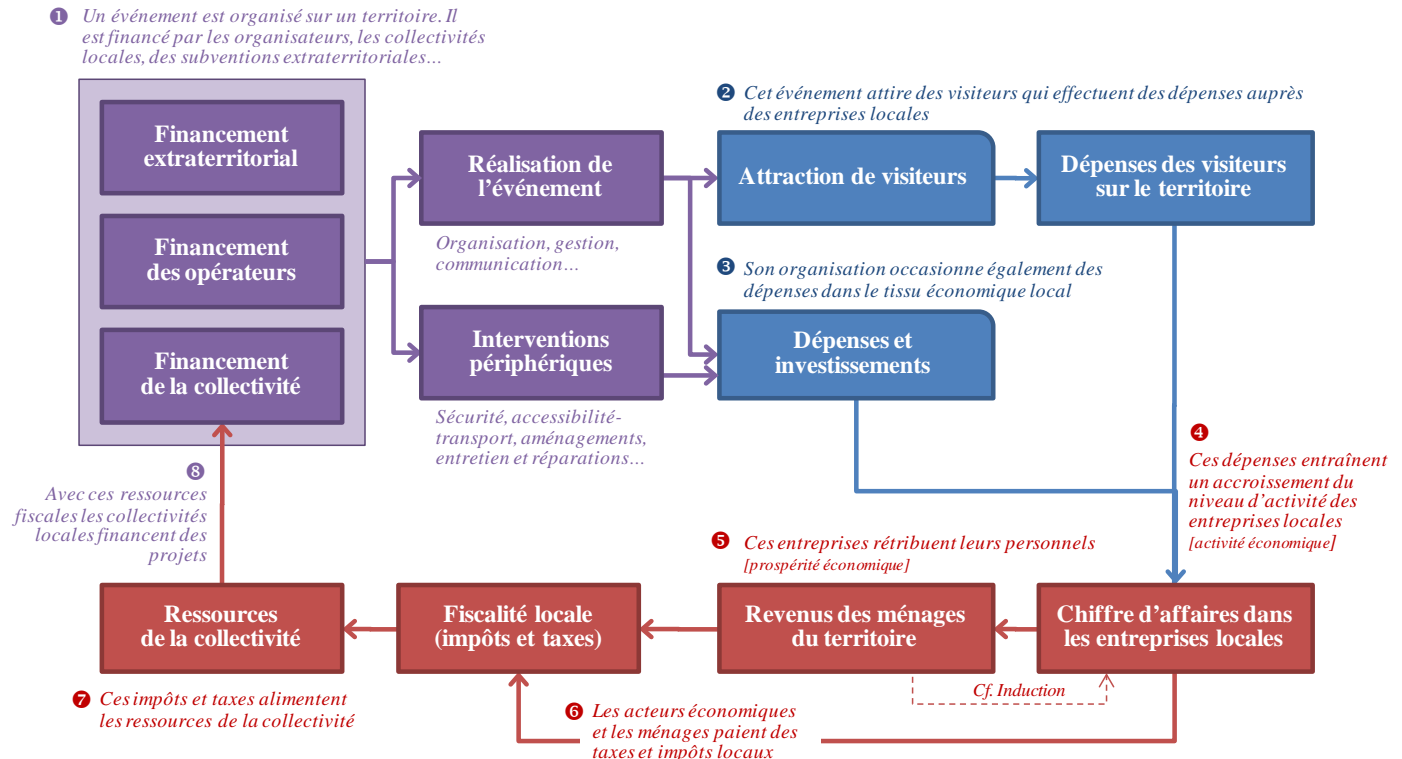 ❶ Un événement est organisé sur un territoire. Il
est financé par les organisateurs, les collectivités
locales, des subventions extraterritoriales…
Financement
extraterritorial
Financement
des opérateurs
Financement
de la collectivité
Réalisation de
l’événement
Organisation, gestion,
communication…
Interventions
périphériques
Sécurité, accessibilité-
transport, aménagements,
entretien et réparations…
❷ Cet événement attire des visiteurs qui effectuent des dépenses auprès
des entreprises locales
Attraction de visiteurs
Dépenses des visiteurs
sur le territoire
❸ Son organisation occasionne également des
dépenses dans le tissu économique local
Dépenses et
investissements
❹
Ces dépenses entraînent
un accroissement du
niveau d’activité des
entreprises locales
[activité économique]
❺ Ces entreprises rétribuent leurs personnels
[prospérité économique]
Chiffre d’affaires dans
les entreprises locales
Revenus des ménages
du territoire
Cf. Induction
Fiscalité locale
(impôts et taxes)
❻ Les acteurs économiques
et les ménages paient des
taxes et impôts locaux
Ressources
de la collectivité
❼ Ces impôts et taxes alimentent
les ressources de la collectivité
❽
Avec ces ressources
fiscales les collectivités
locales financent des
projets